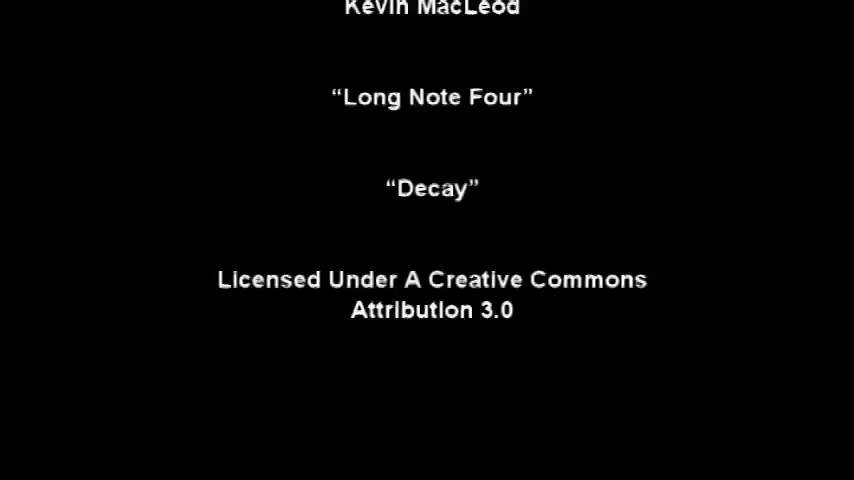 Kevin MacLeod
“Long Note Four”
“Decay”
Licensed Under A Creative Commons
Attribution 3.0